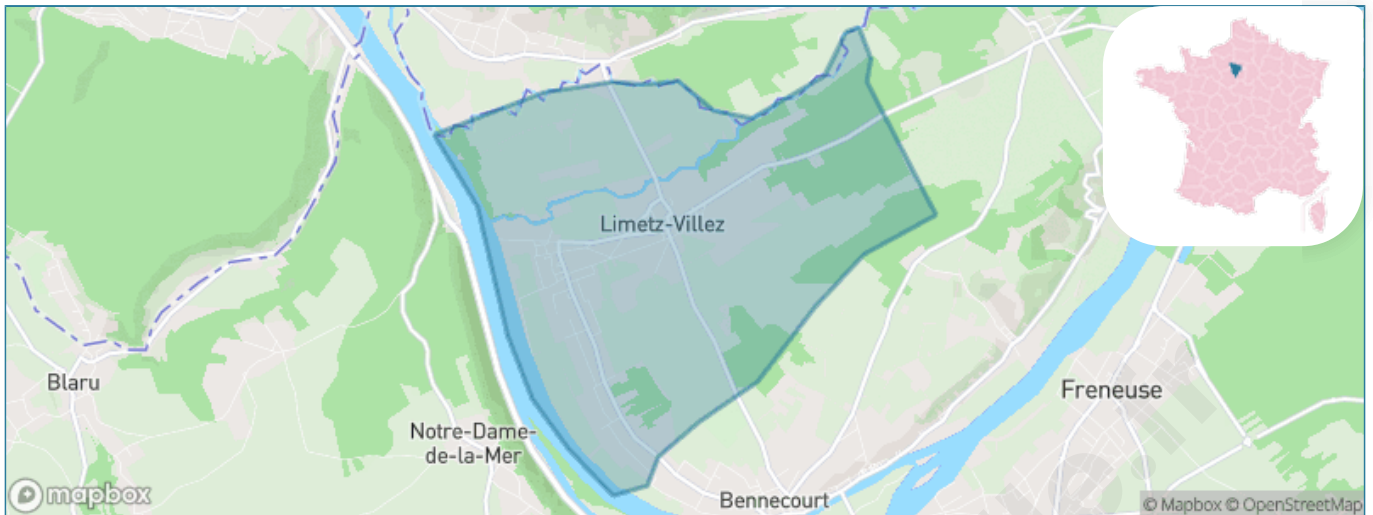 Limetz-Villez
Blaru
Freneuse
Notre-Dame-
de-la-Mer
Bennecourt
mapbox
© Mapbox © OpenStreetMap